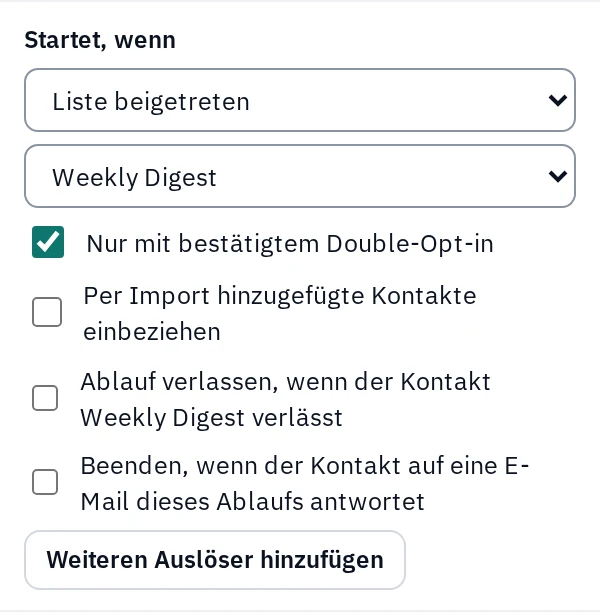 Startet, wenn
Liste beigetreten
Weekly Digest
Nur mit bestätigtem Double-Opt-in
Per Import hinzugefügte Kontakte
einbeziehen
Ablauf verlassen, wenn der Kontakt
Weekly Digest verlässt
Beenden, wenn der Kontakt auf eine E-
Mail dieses Ablaufs antwortet
Weiteren Auslöser hinzufügen